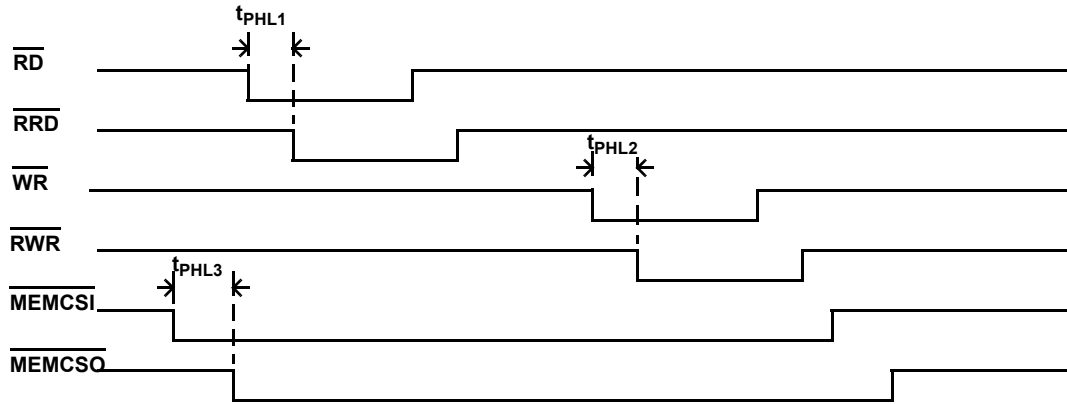 tPHL1
RD
RRD
tPHL2
WR
RWR
tPHL3
MEMCSI
MEMCSO